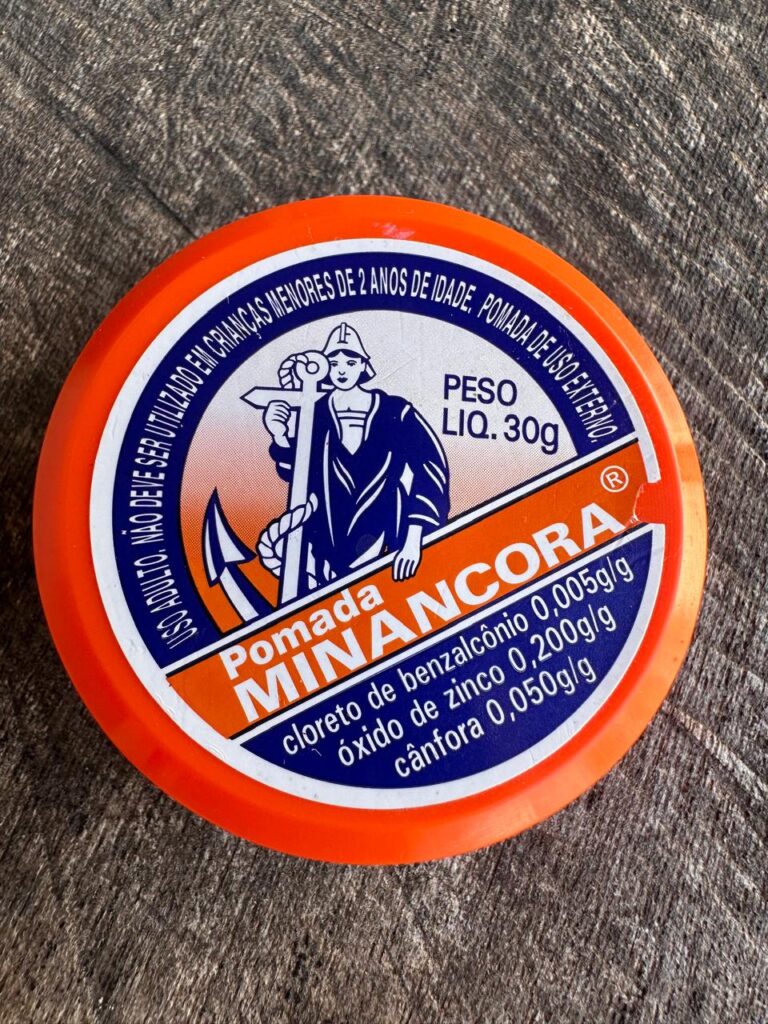 USO ADULTO. NÃO DEVE SER UTILIZADO EM CRIANÇAS MENORES DE 2 ANOS DE IDADE. POMADA DE USO EXTERNO.
PESO
LIQ. 30g
Pomada
MINANCORA®
cloreto de benzalcônio 0,005g/g
óxido de zinco 0,200g/g
cânfora 0,050g/g